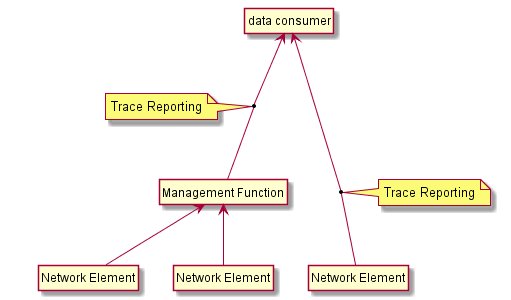 data consumer
Trace Reporting
Management Function
Trace Reporting
Network Element
Network Element
Network Element